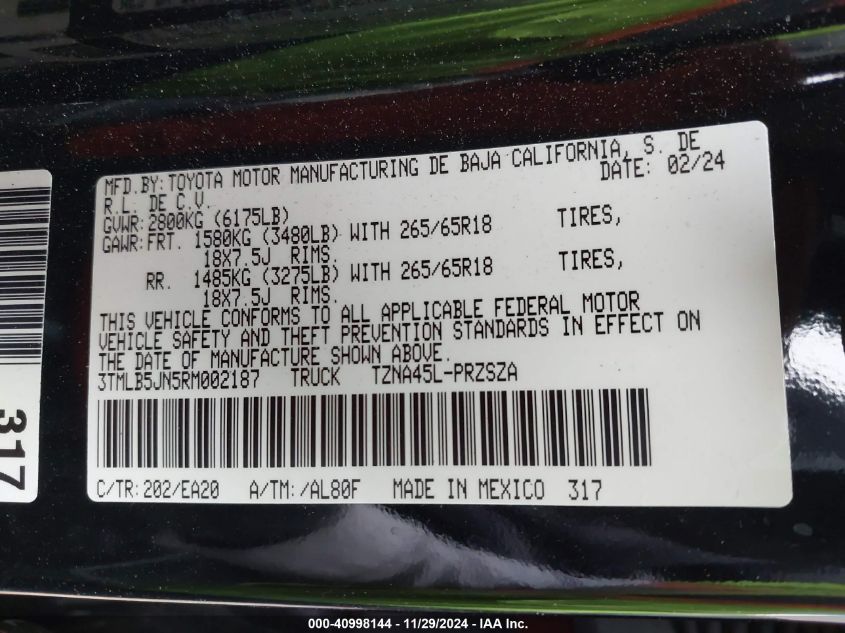 MFD.BY:TOYOTA MOTOR MANUFACTURING DE BAJA CALIFORNIA, S. DE
R.L. DE C.V. DATE: 02/24
GVWR:2800KG (6175LB)
GAWR:FRT. 1580KG (3480LB) WITH 265/65R18 TIRES,
18X7.5J RIMS.
RR. 1485KG (3275LB) WITH 265/65R18 TIRES,
18X7.5J RIMS.
THIS VEHICLE CONFORMS TO ALL APPLICABLE FEDERAL MOTOR
VEHICLE SAFETY AND THEFT PREVENTION STANDARDS IN EFFECT ON
THE DATE OF MANUFACTURE SHOWN ABOVE.
3TMLB5JN5RM002187 TRUCK TZNA45L-PRZSZA
C/TR:202/EA20 A/TM:/AL80F MADE IN MEXICO 317
317
000-40998144 - 11/29/2024 - IAA Inc.